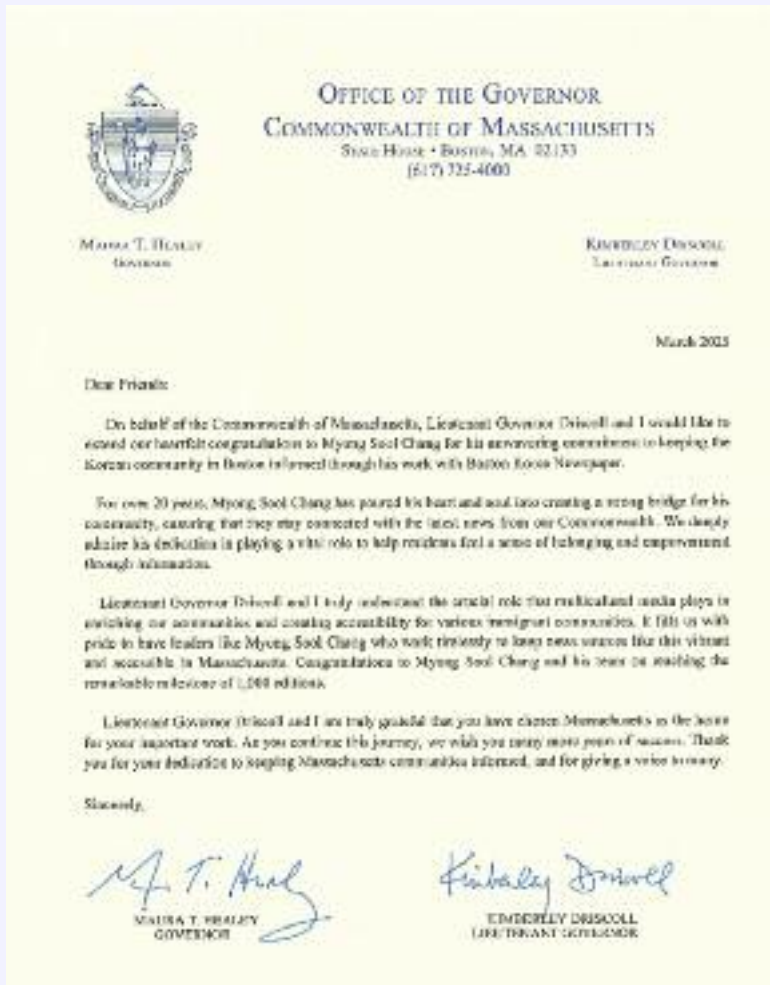 OFFICE OF THE GOVERNOR
COMMONWEALTH OF MASSACHUSETTS
STATE HOUSE • BOSTON, MA 02133
(617) 725-4000
MAURA T. HEALEY
GOVERNOR
KIMBERLEY DRISCOLL
LIEUTENANT GOVERNOR
March 2025
Dear Friends:
On behalf of the Commonwealth of Massachusetts, Lieutenant Governor Driscoll and I would like to
extend our heartfelt congratulations to Myong Sool Chang for his unwavering commitment to keeping the
Korean community in Boston informed through his work with Boston Korea Newspaper.
For over 20 years, Myong Sool Chang has poured his heart and soul into creating a strong bridge for his
community, ensuring that they stay connected with the latest news from our Commonwealth. We deeply
admire his dedication in playing a vital role to help residents feel a sense of belonging and empowerment
through information.
Lieutenant Governor Driscoll and I truly understand the crucial role that multicultural media plays in
enriching our communities and creating accessibility for various immigrant communities. It fills us with
pride to have leaders like Myong Sool Chang who work tirelessly to keep news sources like this vibrant
and accessible in Massachusetts. Congratulations to Myong Sool Chang and his team on reaching the
remarkable milestone of 1,000 editions.
Lieutenant Governor Driscoll and I are truly grateful that you have chosen Massachusetts as the home
for your important work. As you continue this journey, we wish you many more years of success. Thank
you for your dedication to keeping Massachusetts communities informed, and for giving a voice to many.
Sincerely,
M T. Heal
Kimberley Driscoll
MAURA T. HEALEY
GOVERNOR
KIMBERLEY DRISCOLL
LIEUTENANT GOVERNOR